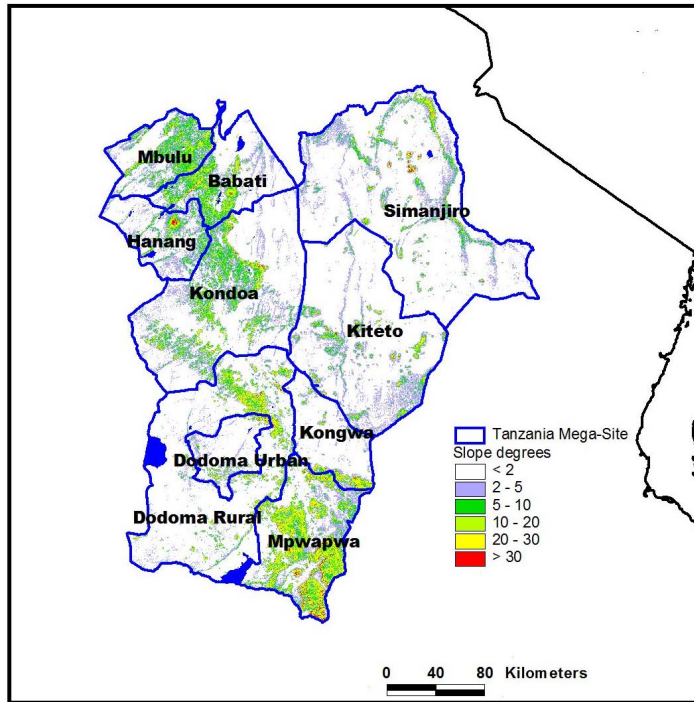 Mbulu
Babati
Simanjiro
Hanang
Kondoa
Kiteto
Kongwa
Dodoma Urban
Dodoma Rural
Mpwapwa
Tanzania Mega-Site
Slope degrees
< 2
2 - 5
5 - 10
10 - 20
20 - 30
> 30
0 40 80 Kilometers